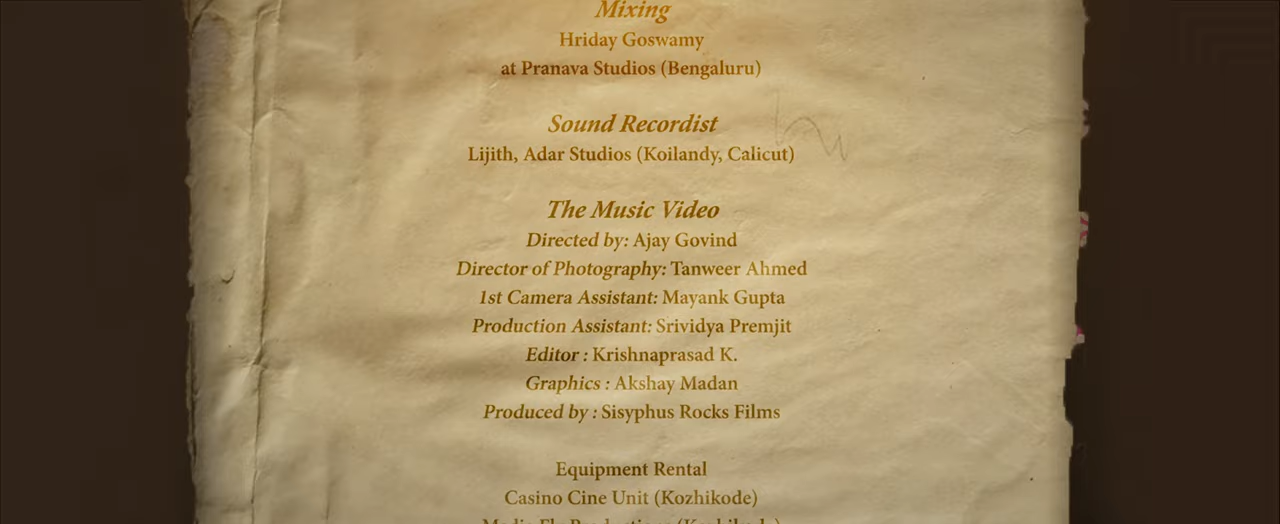 Mixing
Hriday Goswamy
at Pranava Studios (Bengaluru)
Sound Recordist
Lijith, Adar Studios (Koilandy, Calicut)
The Music Video
Directed by: Ajay Govind
Director of Photography: Tanweer Ahmed
1st Camera Assistant: Mayank Gupta
Production Assistant: Srividya Premjit
Editor : Krishnaprasad K.
Graphics : Akshay Madan
Produced by : Sisyphus Rocks Films
Equipment Rental
Casino Cine Unit (Kozhikode)